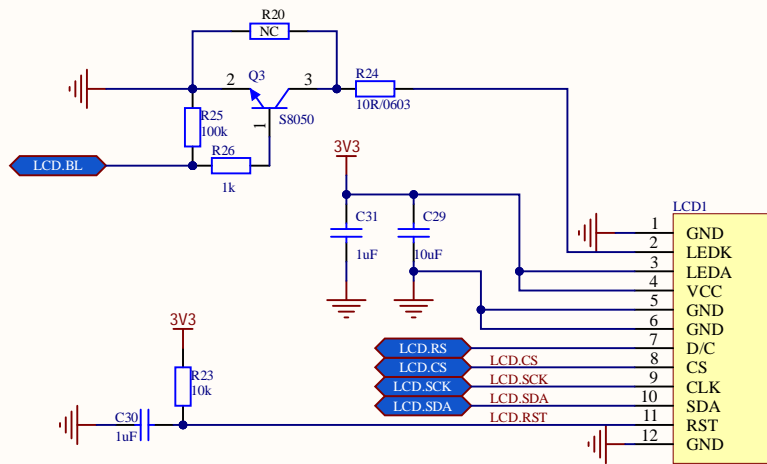 R20
NC
2
Q3
3
R24
10R/0603
S8050
1
R25
100k
R26
1k
LCD.BL
3V3
C31
1uF
C29
10uF
LCD1
1 GND
2 LEDK
3 LEDA
4 VCC
5 GND
6 GND
LCD.RS 7 D/C
LCD.CS LCD.CS 8 CS
LCD.SCK LCD.SCK 9 CLK
LCD.SDA LCD.SDA 10 SDA
LCD.RST 11 RST
12 GND
3V3
R23
10k
C30
1uF